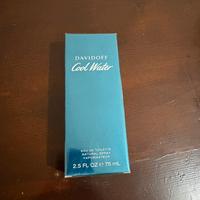 DAVIDOFF
Cool Water
EAU DE TOILETTE
NATURAL SPRAY
VAPORISATEUR
2.5 FL OZ e 75 mL